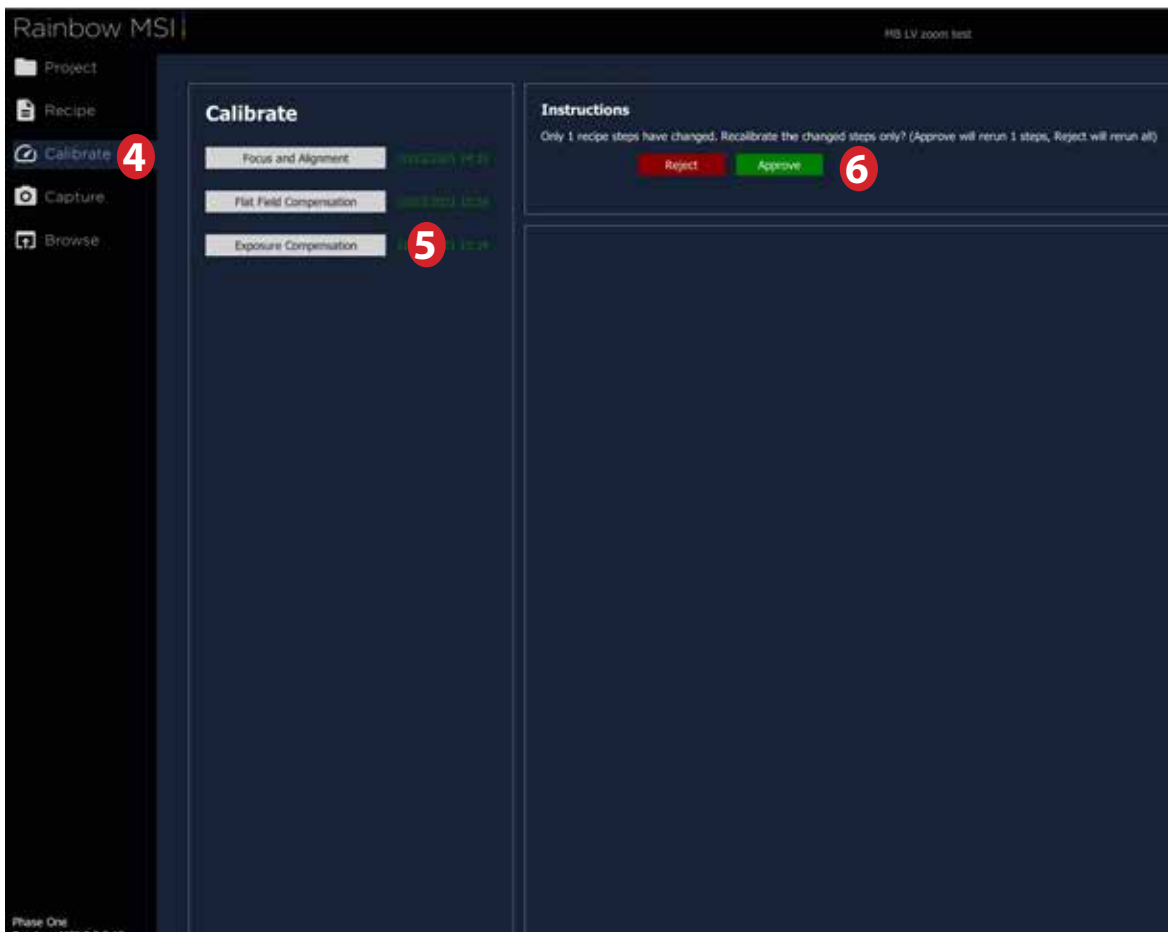 Rainbow MSI
MB LV zoom test
Project
Recipe
Calibrate 4
Capture
Browse
Calibrate
Focus and Alignment
Flat Field Compensation
Exposure Compensation 5
Instructions
Only 1 recipe steps have changed. Recalibrate the changed steps only? (Approve will rerun 1 steps, Reject will rerun all)
Reject Approve 6
Phase One